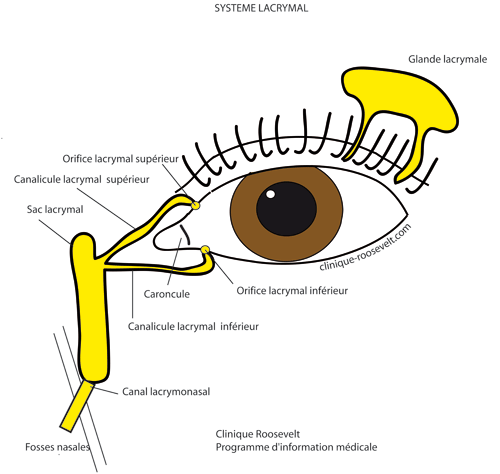 SYSTEME LACRYMAL
Glande lacrymale
Orifice lacrymal supérieur
Canalicule lacrymal supérieur
Sac lacrymal
clinique-roosevelt.com
Caroncule
Orifice lacrymal inférieur
Canalicule lacrymal inférieur
Canal lacrymonasal
Fosses nasales
Clinique Roosevelt
Programme d'information médicale